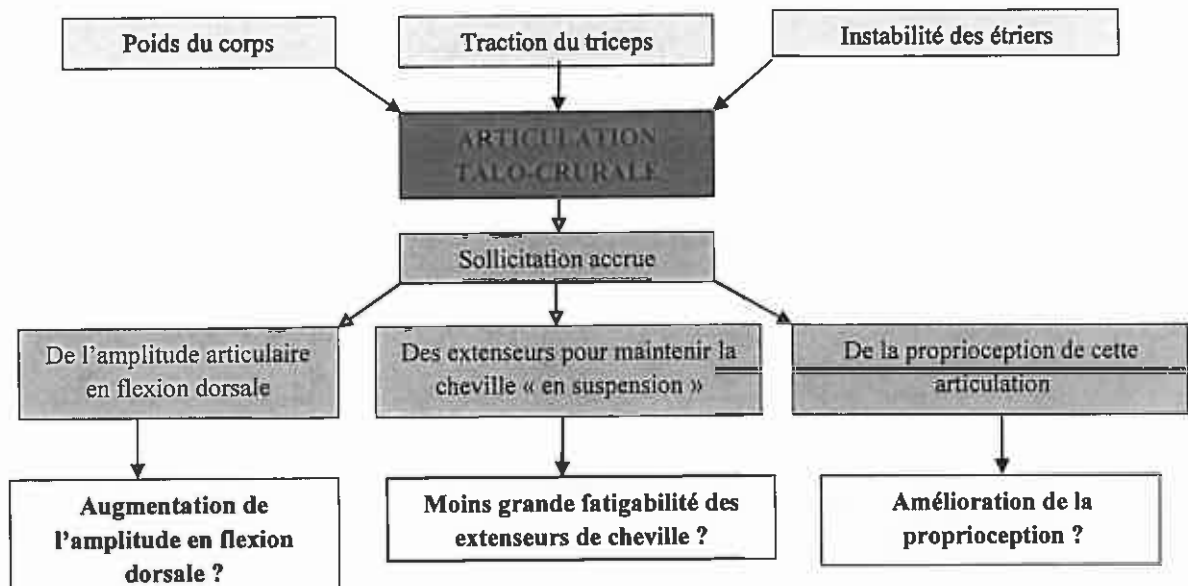 Poids du corps
Traction du triceps
Instabilité des étriers
ARTICULATION
TALO-CRURALE
Sollicitation accrue
De l'amplitude articulaire
en flexion dorsale
Des extenseurs pour maintenir la
cheville « en suspension »
De la proprioception de cette
articulation
Augmentation de
l'amplitude en flexion
dorsale ?
Moins grande fatigabilité des
extenseurs de cheville ?
Amélioration de la
proprioception ?